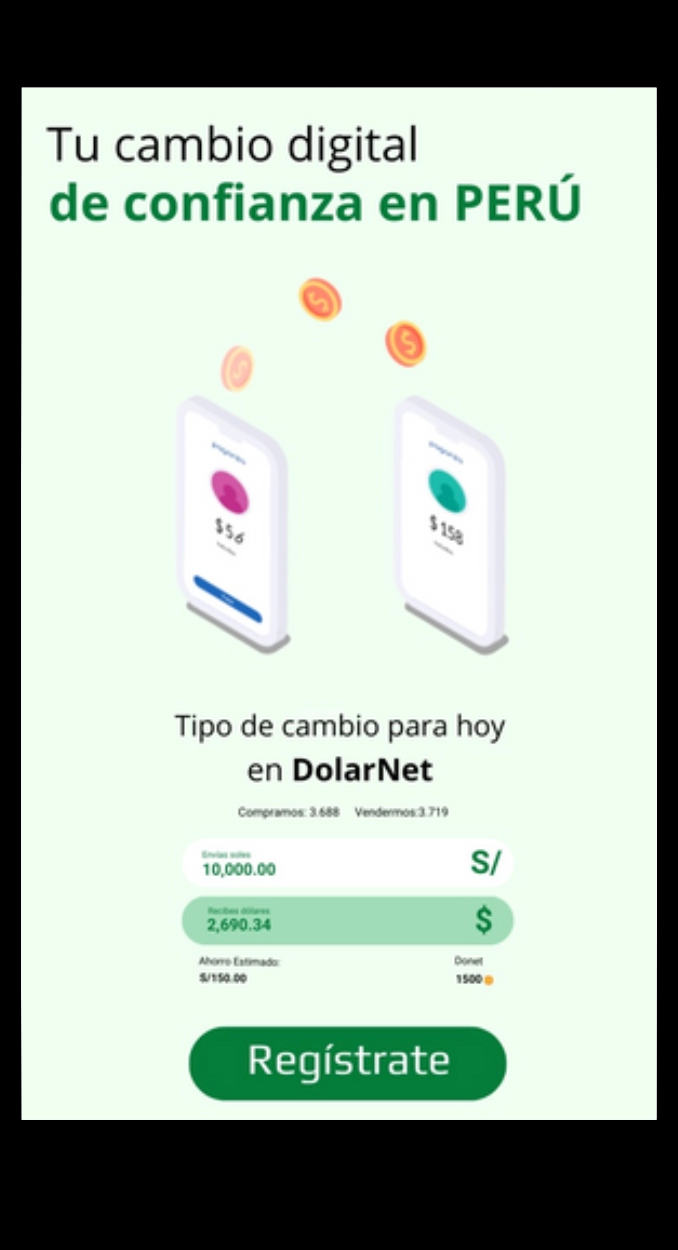 Tu cambio digital
de confianza en PERÚ
$ 56
$ 158
Tipo de cambio para hoy
en DolarNet
Compramos: 3.688 Vendermos:3.719
Envías soles
10,000.00
S/
Recibes dólares
2,690.34
$
Ahorro Estimado:
S/150.00
Donet
1500
Regístrate